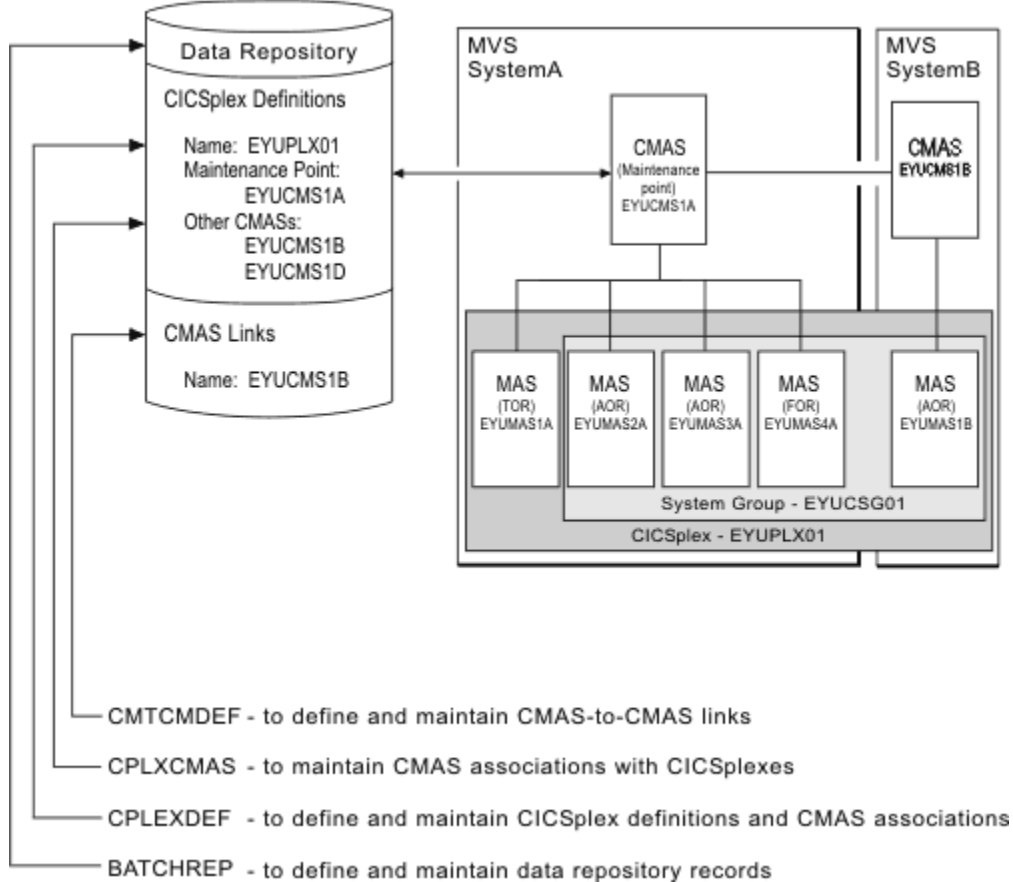 Data Repository
CICSplex Definitions
Name: EYUPLX01
Maintenance Point:
EYUCMS1A
Other CMASs:
EYUCMS1B
EYUCMS1D
CMAS Links
Name: EYUCMS1B
MVS
SystemA
CMAS
(Maintenance
point)
EYUCMS1A
MVS
SystemB
CMAS
EYUCMS1B
MAS
(TOR)
EYUMAS1A
MAS
(AOR)
EYUMAS2A
MAS
(AOR)
EYUMAS3A
MAS
(FOR)
EYUMAS4A
MAS
(AOR)
EYUMAS1B
System Group - EYUCSG01
CICSplex - EYUPLX01
CMTCMDEF - to define and maintain CMAS-to-CMAS links
CPLXCMAS - to maintain CMAS associations with CICSplexes
CPLEXDEF - to define and maintain CICSplex definitions and CMAS associations
BATCHREP - to define and maintain data repository records